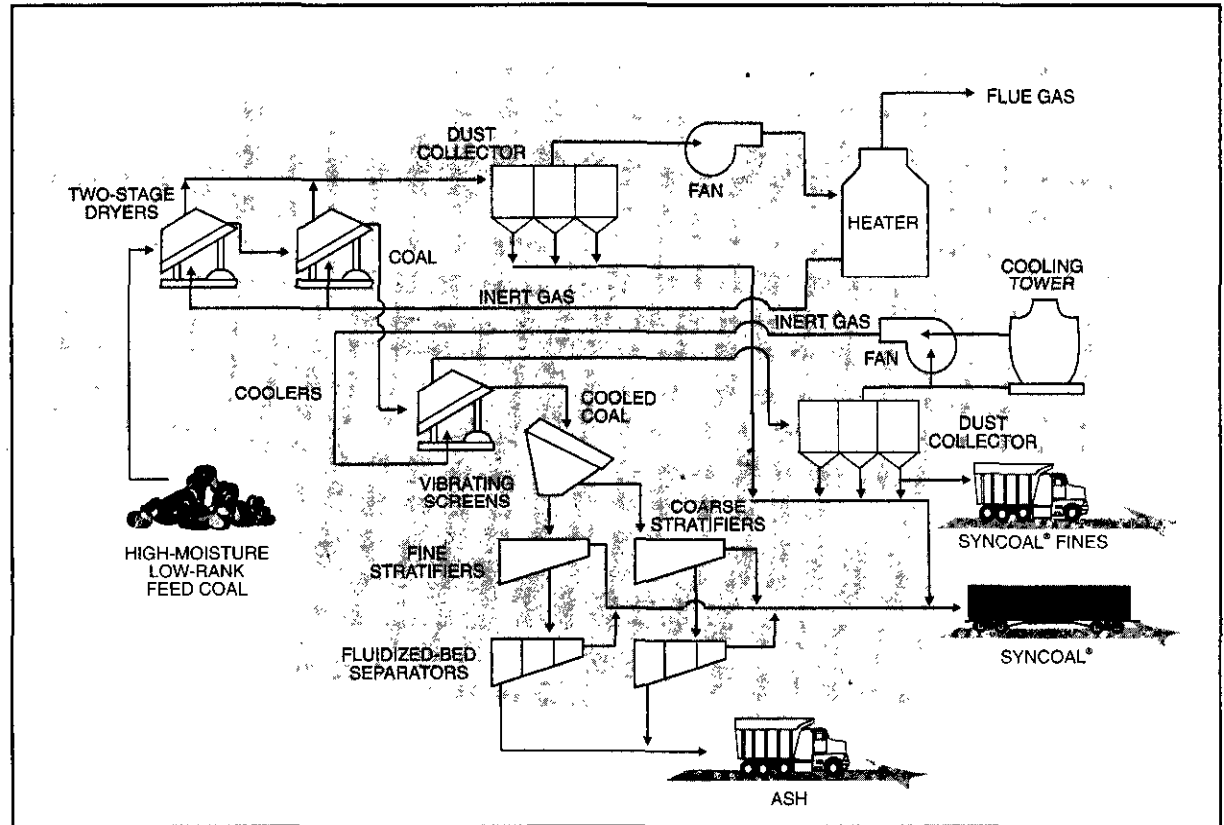 FLUE GAS
DUST
COLLECTOR
FAN
TWO-STAGE
DRYERS
HEATER
COAL
COOLING
TOWER
INERT GAS
INERT GAS
FAN
COOLERS
COOLED
COAL
DUST
COLLECTOR
VIBRATING
SCREENS
COARSE
STRATIFIERS
SYNCOAL® FINES
HIGH-MOISTURE
LOW-RANK
FEED COAL
FINE
STRATIFIERS
FLUIDIZED-BED
SEPARATORS
SYNCOAL®
ASH